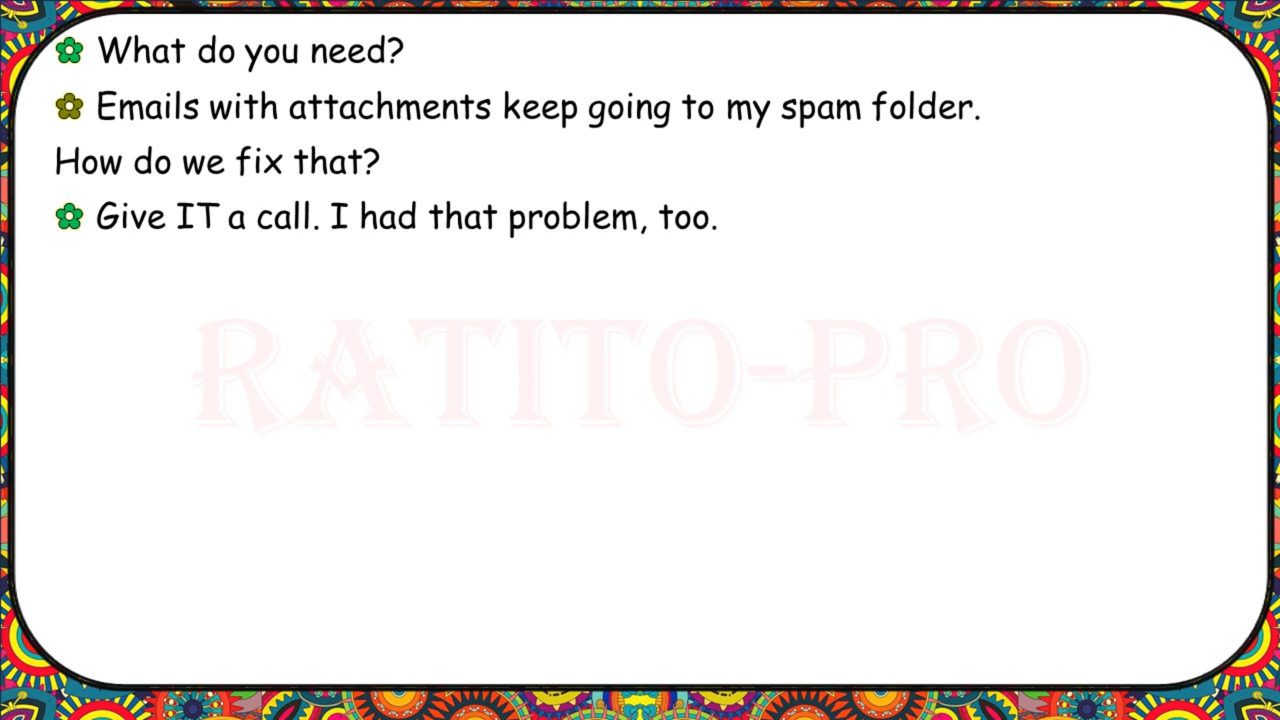 What do you need?
Emails with attachments keep going to my spam folder.
How do we fix that?
Give IT a call. I had that problem, too.
RATITO-PRO